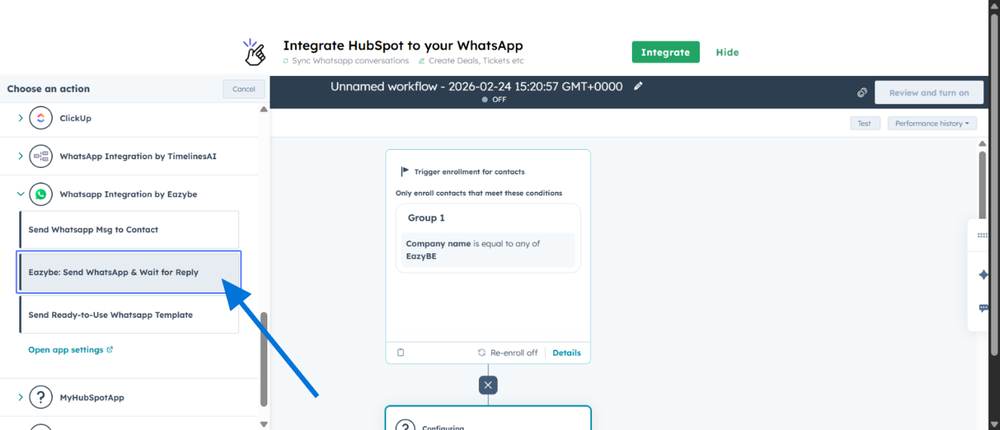 Integrate HubSpot to your WhatsApp
Sync Whatsapp conversations Create Deals, Tickets etc
Integrate
Hide
Choose an action
Cancel
Unnamed workflow - 2026-02-24 15:20:57 GMT+0000
OFF
Review and turn on
Test
Performance history
ClickUp
WhatsApp Integration by TimelinesAI
Whatsapp Integration by Eazybe
Send Whatsapp Msg to Contact
Eazybe: Send WhatsApp & Wait for Reply
Send Ready-to-Use Whatsapp Template
Open app settings
? MyHubSpotApp
Trigger enrollment for contacts
Only enroll contacts that meet these conditions
Group 1
Company name is equal to any of
EazyBE
Re-enroll off
Details
? Configuring